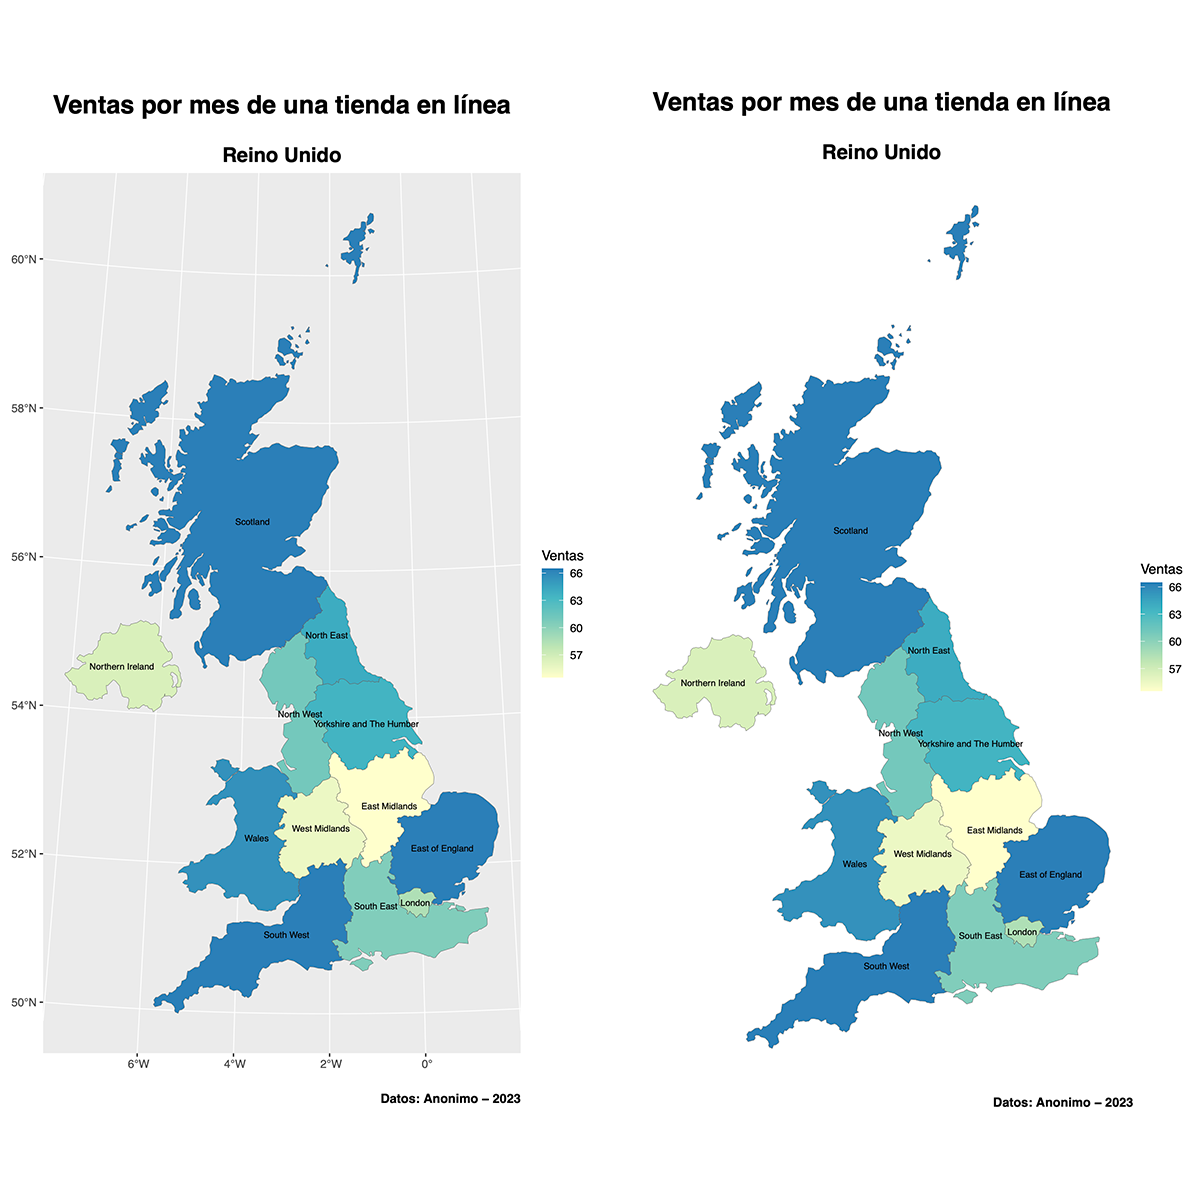 Ventas por mes de una tienda en línea
Reino Unido
60°N
58°N
56°N
54°N
52°N
50°N
6°W 4°W 2°W 0°
Scotland
North East
Northern Ireland
North West
Yorkshire and The Humber
East Midlands
West Midlands
Wales
East of England
South East
London
South West
Ventas
66
63
60
57
Datos: Anonimo – 2023
Ventas por mes de una tienda en línea
Reino Unido
Scotland
North East
Northern Ireland
North West
Yorkshire and The Humber
East Midlands
West Midlands
Wales
East of England
South East
London
South West
Ventas
66
63
60
57
Datos: Anonimo – 2023